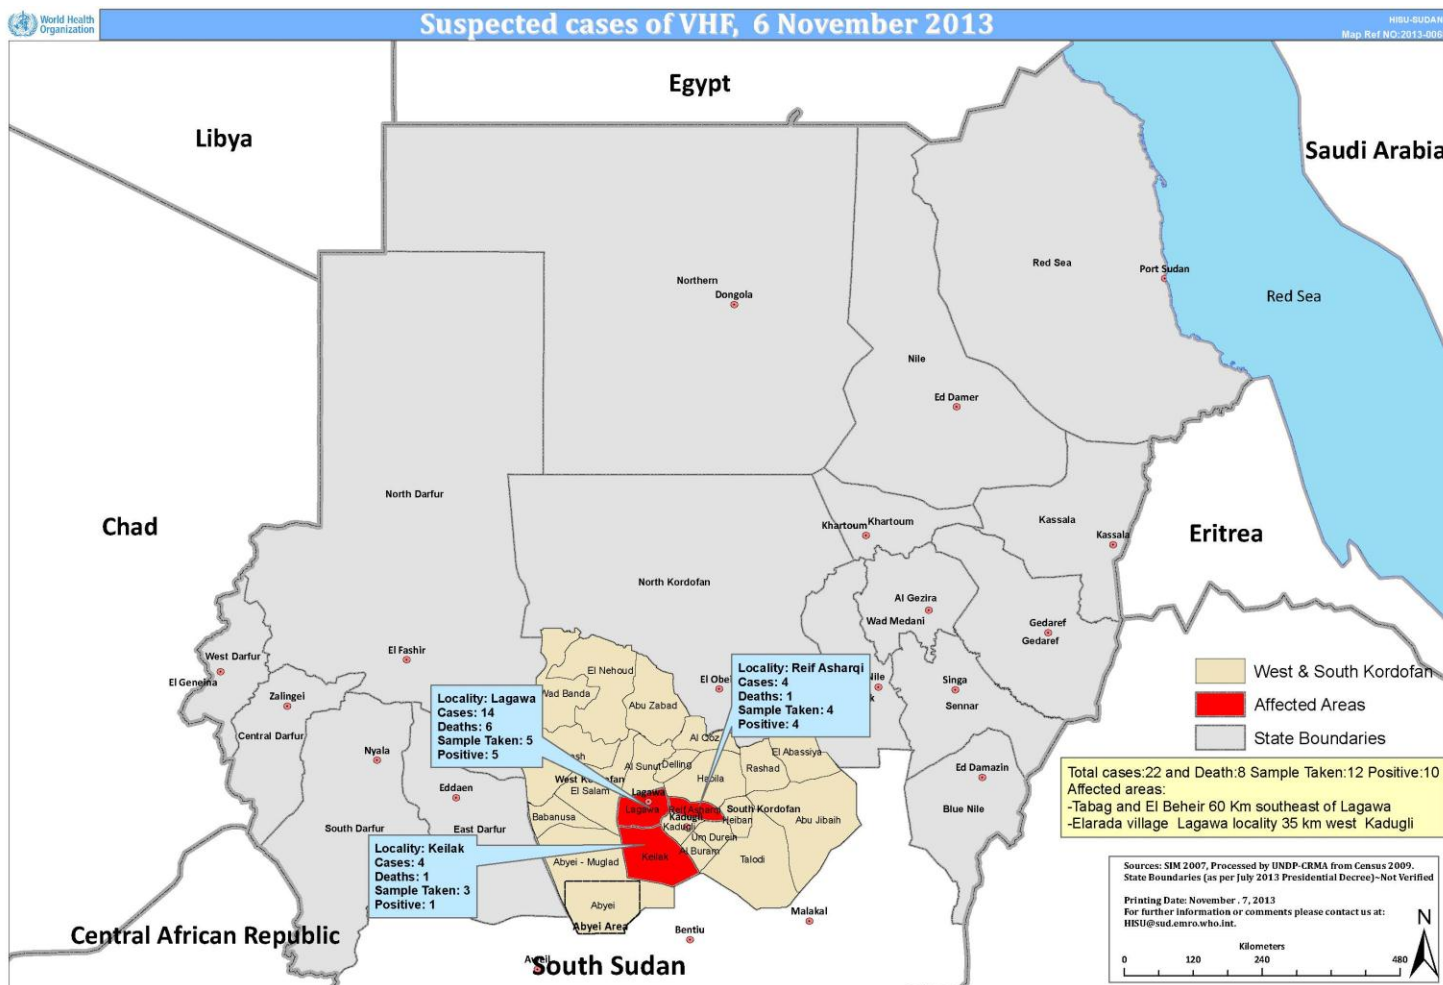 World Health
Organization
Suspected cases of VHF, 6 November 2013
HISU-SUDAN
Map Ref NO:2013-006
Egypt
Libya
Saudi Arabia
Red Sea
Port Sudan
Red Sea
Northern
Dongola
Nile
Ed Damer
North Darfur
Chad
Khartoum
Khartoum
Kassala
Kassala
Eritrea
North Kordofan
Al Gezira
Wad Medani
Gedaref
Gedaref
El Fashir
West Darfur
El Geneina
El Nehoud
Wad Banda
Abu Zabad
El Obei
Nile
k
Singa
Sennar
Zalingei
Central Darfur
Nyala
Locality: Lagawa
Cases: 14
Deaths: 6
Sample Taken: 5
Positive: 5
Locality: Reif Asharqi
Cases: 4
Deaths: 1
Sample Taken: 4
Positive: 4
West & South Kordofan
Affected Areas
State Boundaries
Al Qoz
El Abassiya
ash
Al Sunut
Delling
Habila
Rashad
West Kordofan
El Salam
Ed Damazin
Blue Nile
Eddaen
South Darfur
East Darfur
Babanusa
Lagawa
Lagawa
Reif Asharqi
Kadugli
Kadugli
Heiban
South Kordofan
Abu Jibaih
Um Durein
Al Buram
Talodi
Abyei - Muglad
Keilak
Total cases:22 and Death:8 Sample Taken:12 Positive:10
Affected areas:
-Tabag and El Beheir 60 Km southeast of Lagawa
-Elarada village Lagawa locality 35 km west Kadugli
Locality: Keilak
Cases: 4
Deaths: 1
Sample Taken: 3
Positive: 1
Abyei
Abyei Area
Malakal
Bentiu
Central African Republic
South Sudan
Sources: SIM 2007, Processed by UNDP-CRMA from Census 2009.
State Boundaries (as per July 2013 Presidential Decree)~Not Verified
Printing Date: November . 7, 2013
For further information or comments please contact us at:
HISU@sud.emro.who.int.
N
Kilometers
0 120 240 480